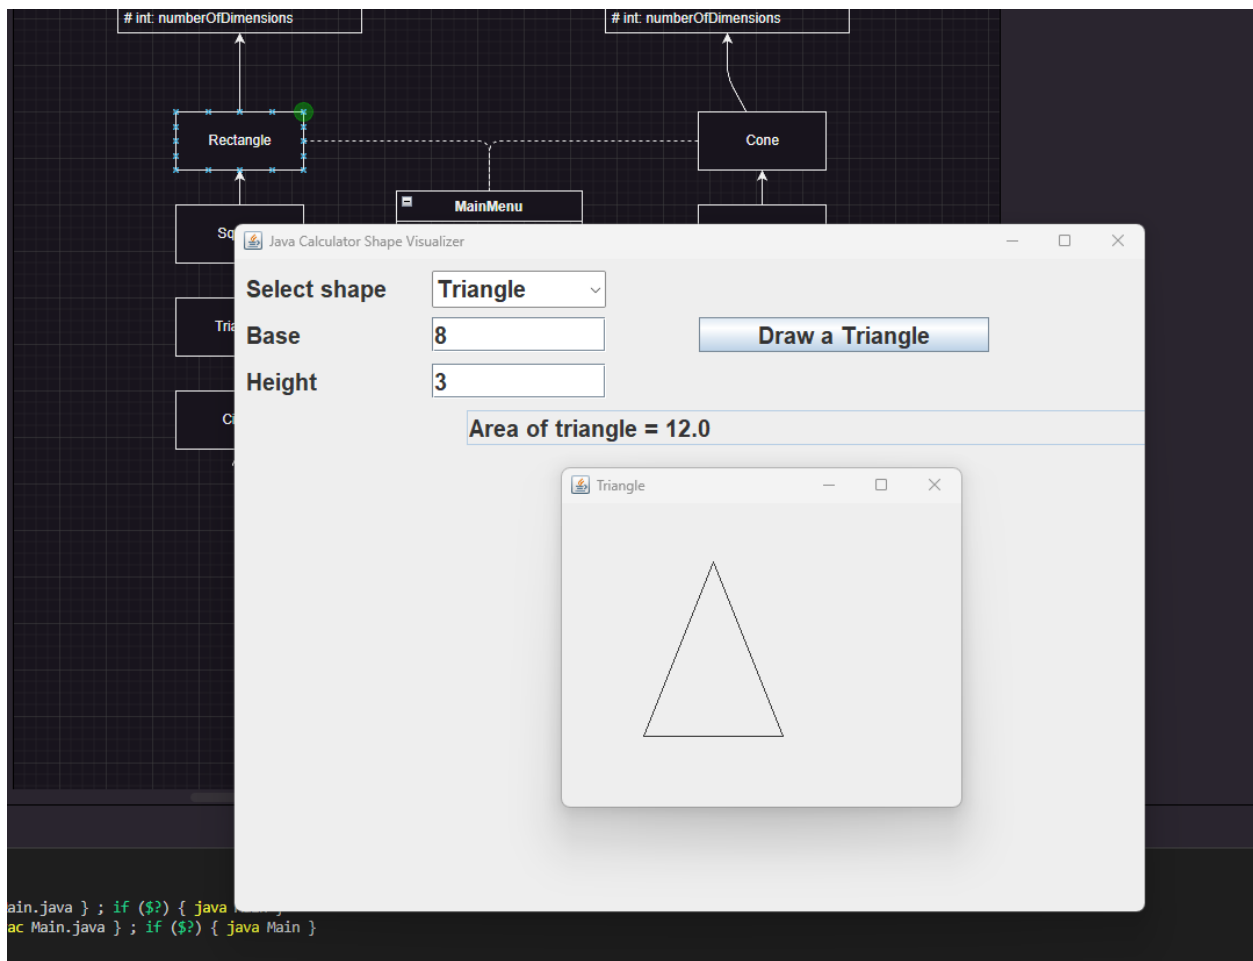 # int: numberOfDimensions
# int: numberOfDimensions
Rectangle
Cone
MainMenu
Java Calculator Shape Visualizer
Select shape
Triangle
Base
8
Draw a Triangle
Height
3
Area of triangle = 12.0
Triangle
ain.java } ; if ($?) { java
ac Main.java } ; if ($?) { java Main }